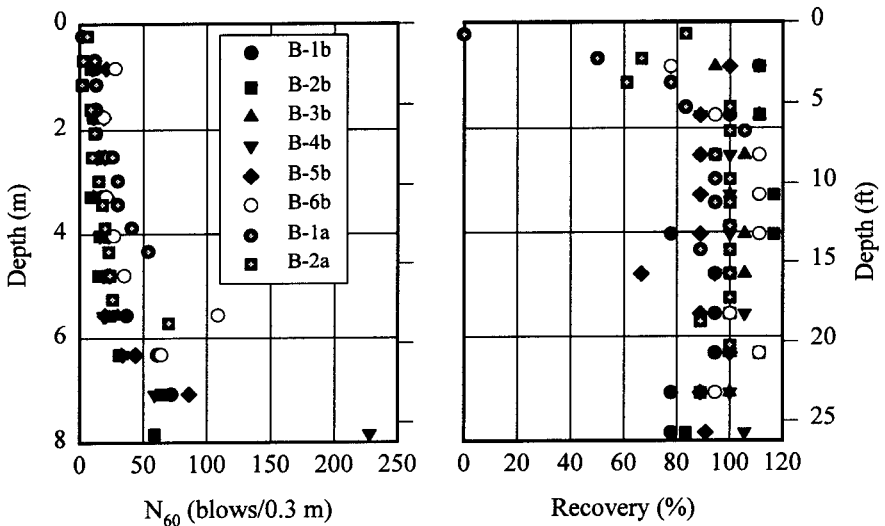 0
2
4
6
8
Depth (m)
0
50
100
150
200
250
N60 (blows/0.3 m)
B-1b
B-2b
B-3b
B-4b
B-5b
B-6b
B-1a
B-2a
0
20
40
60
80
100
120
Recovery (%)
0
5
10
15
20
25
Depth (ft)